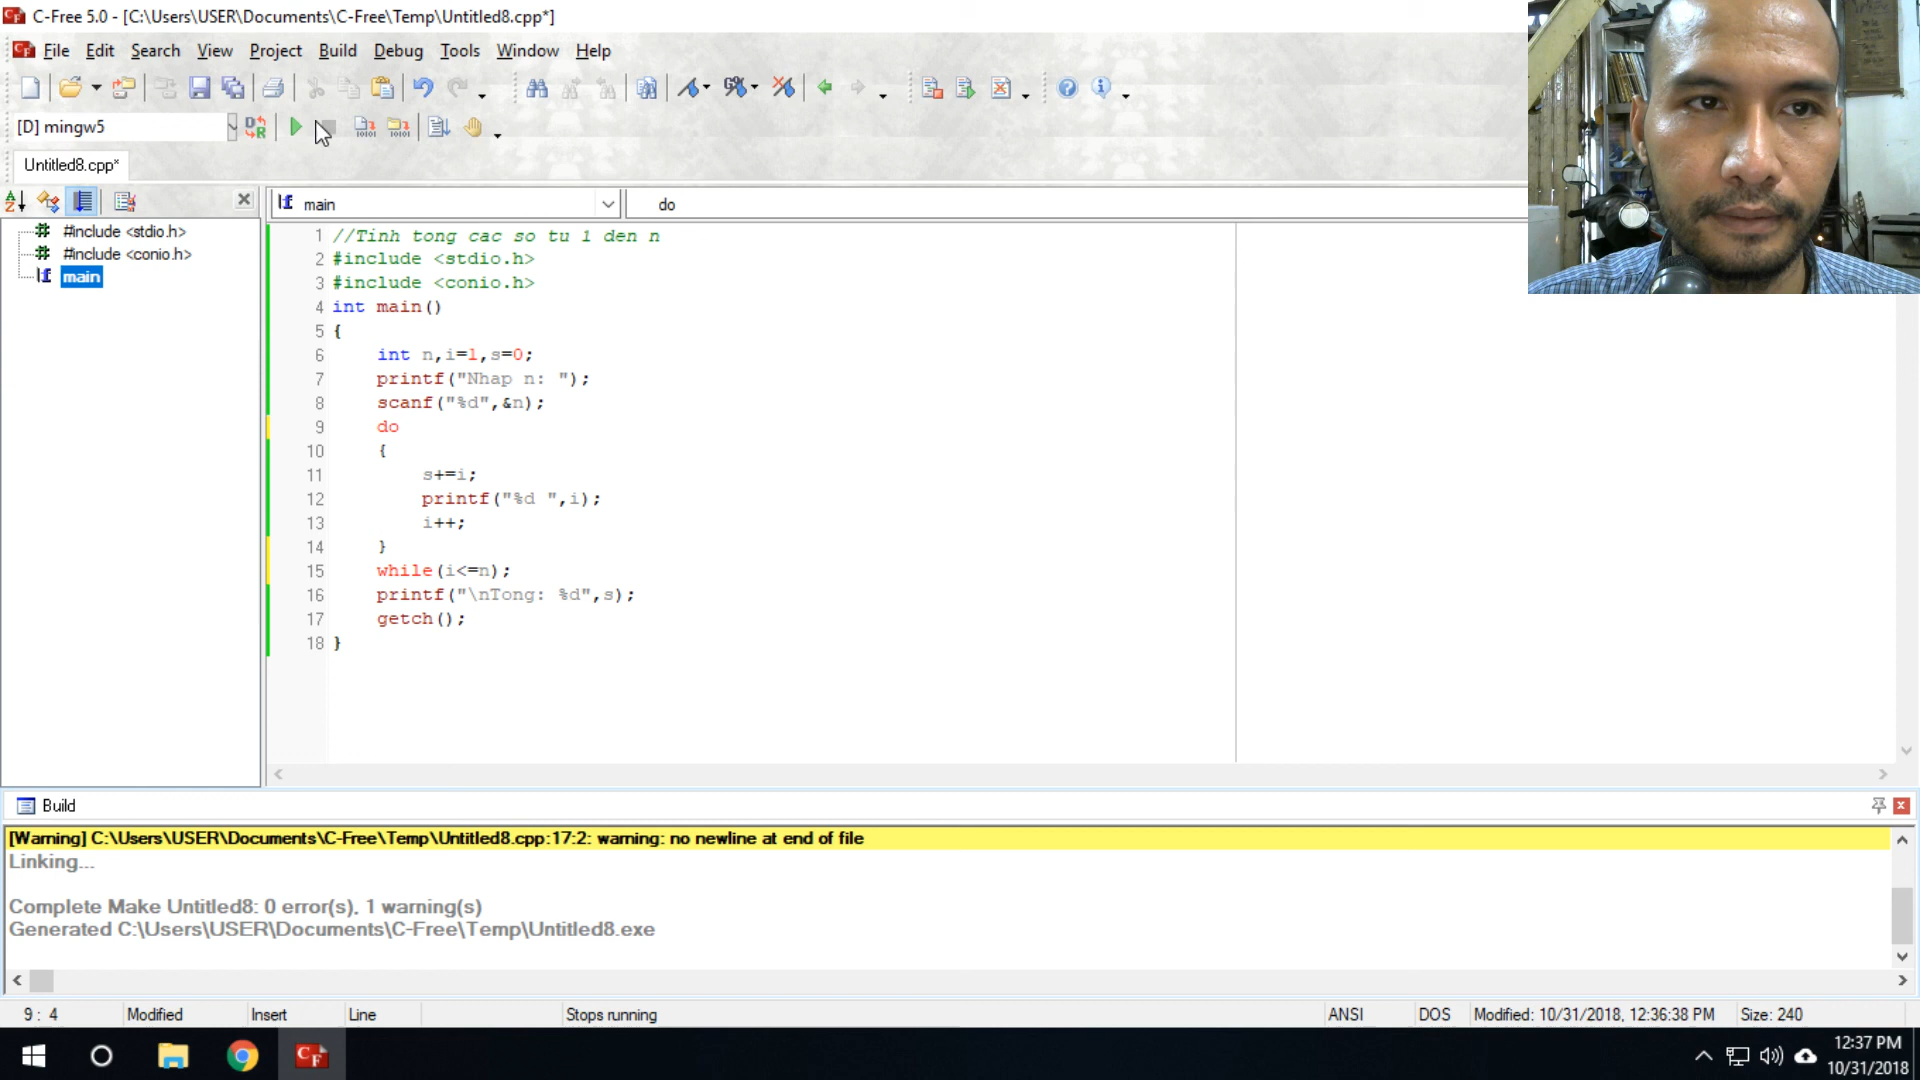 C-Free 5.0 - [C:\Users\USER\Documents\C-Free\Temp\Untitled8.cpp*]
File Edit Search View Project Build Debug Tools Window Help
[D] mingw5
Untitled8.cpp*
main
do
#include <stdio.h>
#include <conio.h>
main
1 //Tinh tong cac so tu 1 den n
2 #include <stdio.h>
3 #include <conio.h>
4 int main()
5 {
6 int n,i=1,s=0;
7 printf("Nhap n: ");
8 scanf("%d",&n);
9 do
10 {
11 s+=i;
12 printf("%d ",i);
13 i++;
14 }
15 while(i<=n);
16 printf("\nTong: %d",s);
17 getch();
18 }
Build
[Warning] C:\Users\USER\Documents\C-Free\Temp\Untitled8.cpp:17:2: warning: no newline at end of file
Linking...
Complete Make Untitled8: 0 error(s), 1 warning(s)
Generated C:\Users\USER\Documents\C-Free\Temp\Untitled8.exe
9 : 4 Modified Insert Line Stops running ANSI DOS Modified: 10/31/2018, 12:36:38 PM Size: 240
12:37 PM
10/31/2018